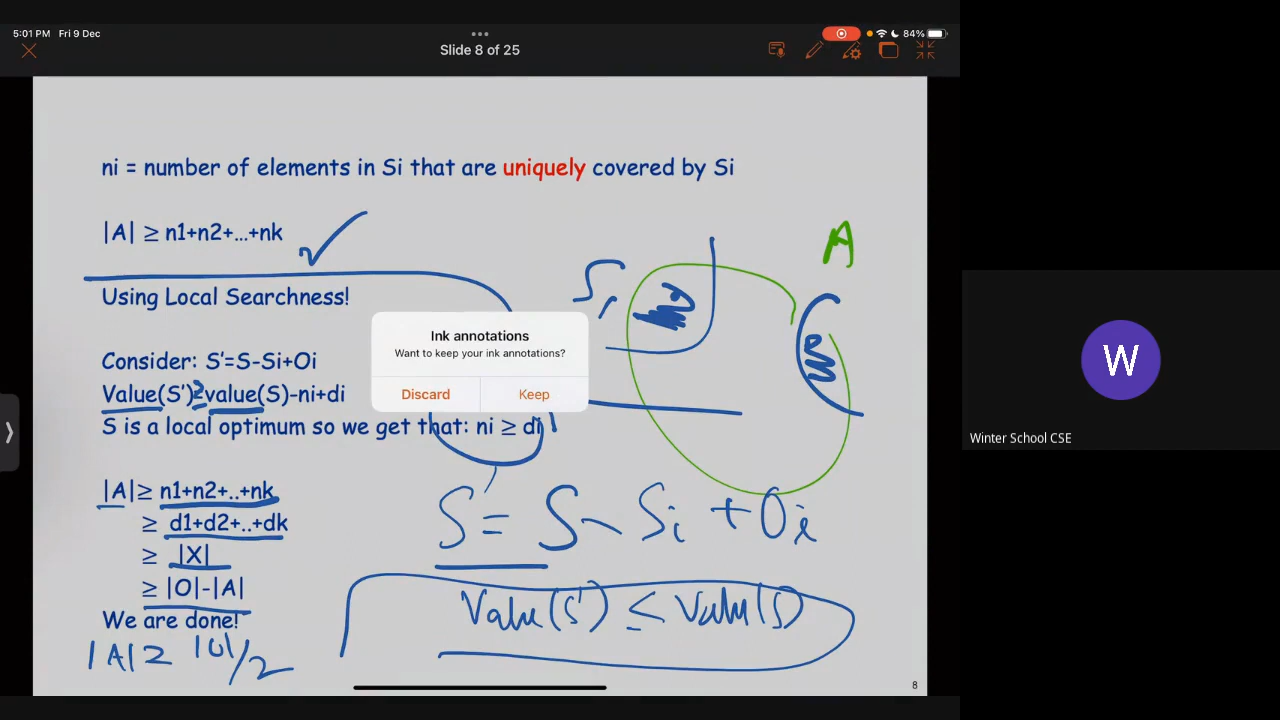 5:01 PM Fri 9 Dec
84%
Slide 8 of 25
ni = number of elements in Si that are uniquely covered by Si
|A| ≥ n1+n2+...+nk
A
Using Local Searchness!
Si
Ink annotations
Want to keep your ink annotations?
Discard Keep
Consider: S'=S-Si+Oi
Value(S')≥value(S)-ni+di
S is a local optimum so we get that: ni ≥ di
|A|≥ n1+n2+..+nk
≥ d1+d2+..+dk
≥ |X|
≥ |O|-|A|
We are done!
|A| ≥ |O|/2
S' = S - Si + Oi
Value(S') ≤ Value(S)
8
W
Winter School CSE